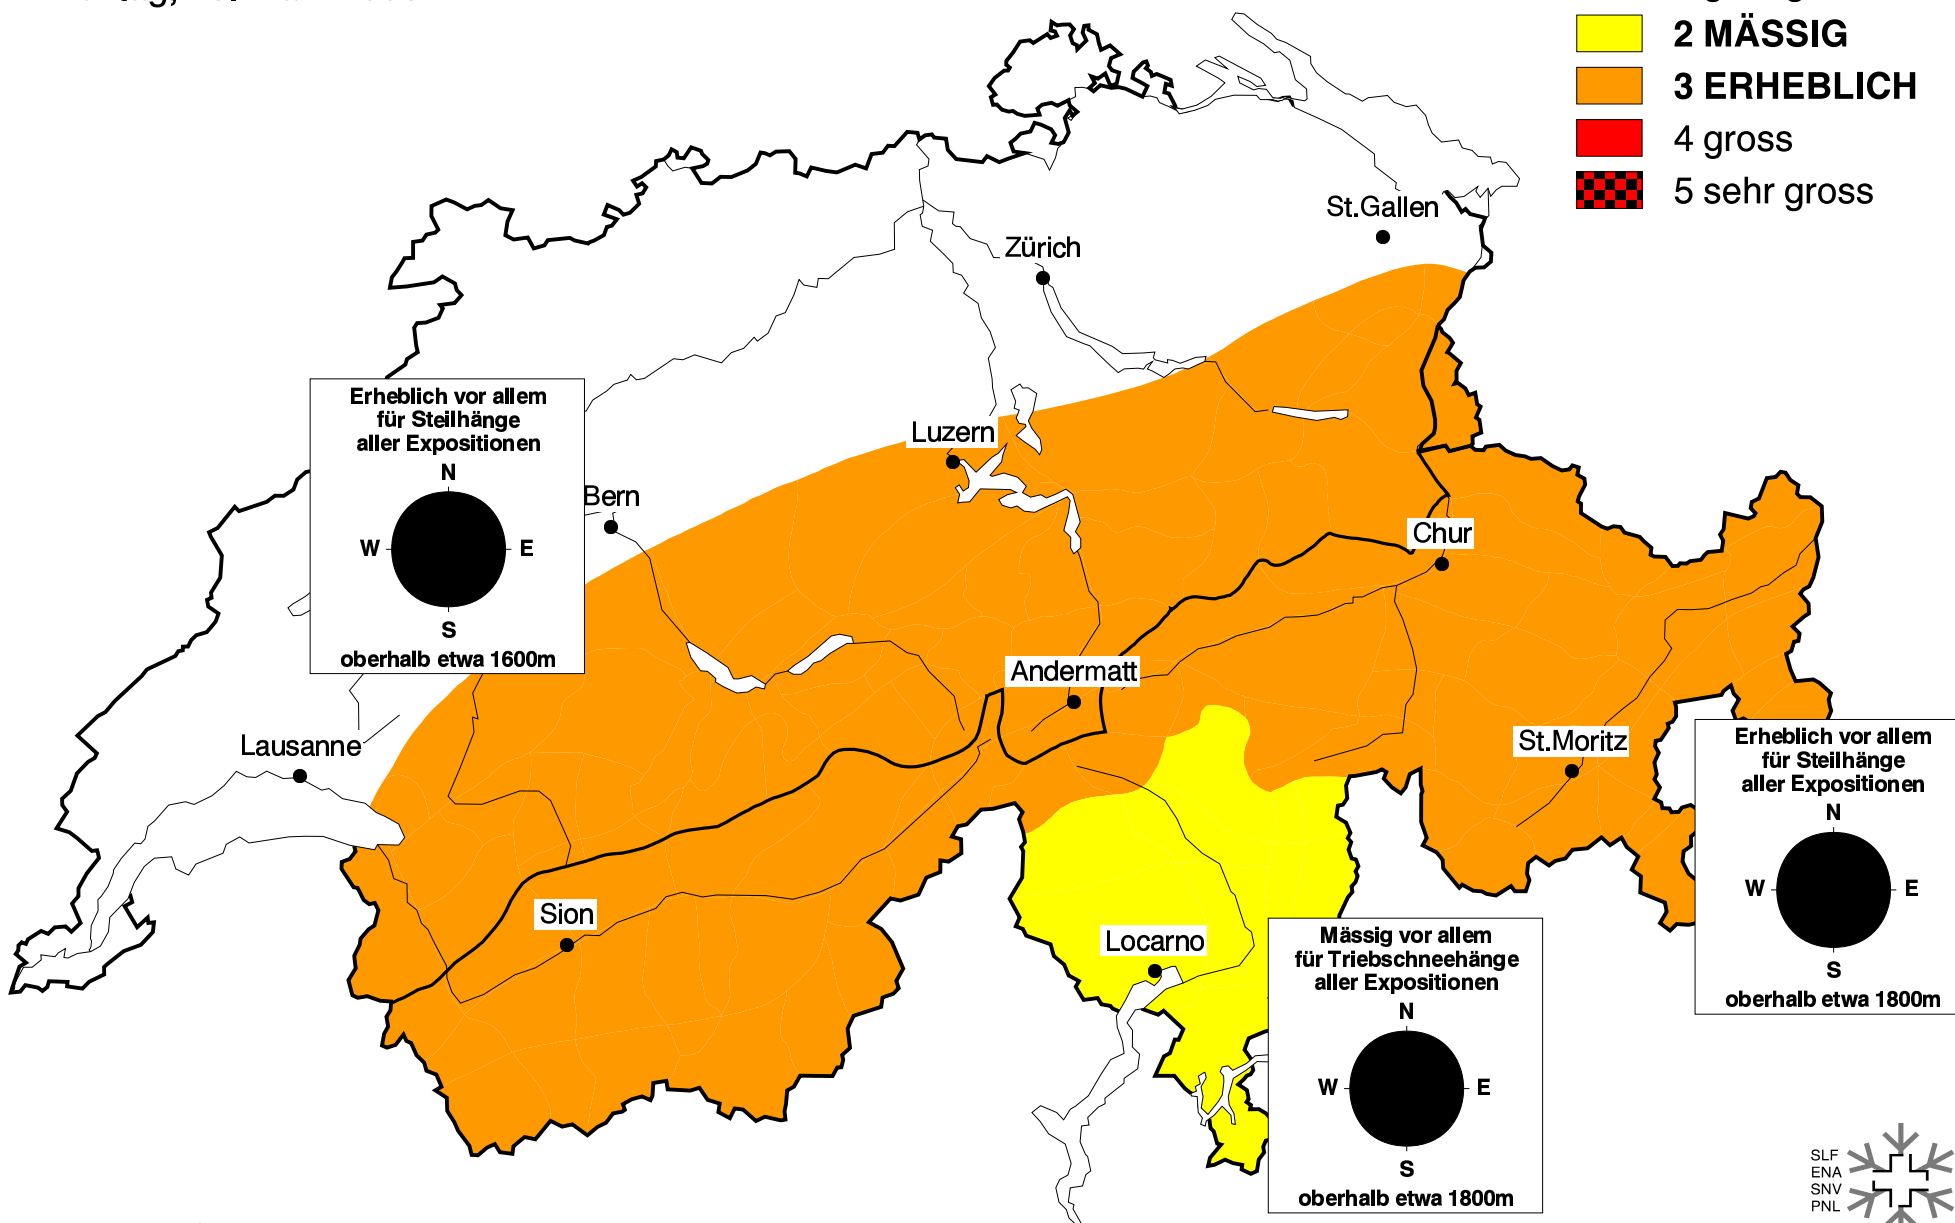 2 MÄSSIG
3 ERHEBLICH
4 gross
5 sehr gross
St.Gallen
Zürich
Erheblich vor allem
für Steilhänge
aller Expositionen
N
W E
S
oberhalb etwa 1600m
Luzern
Bern
Chur
Andermatt
Lausanne
St.Moritz
Erheblich vor allem
für Steilhänge
aller Expositionen
N
W E
S
oberhalb etwa 1800m
Sion
Locarno
Mässig vor allem
für Triebschneehänge
aller Expositionen
N
W E
S
oberhalb etwa 1800m
SLF
ENA
SNV
PNL